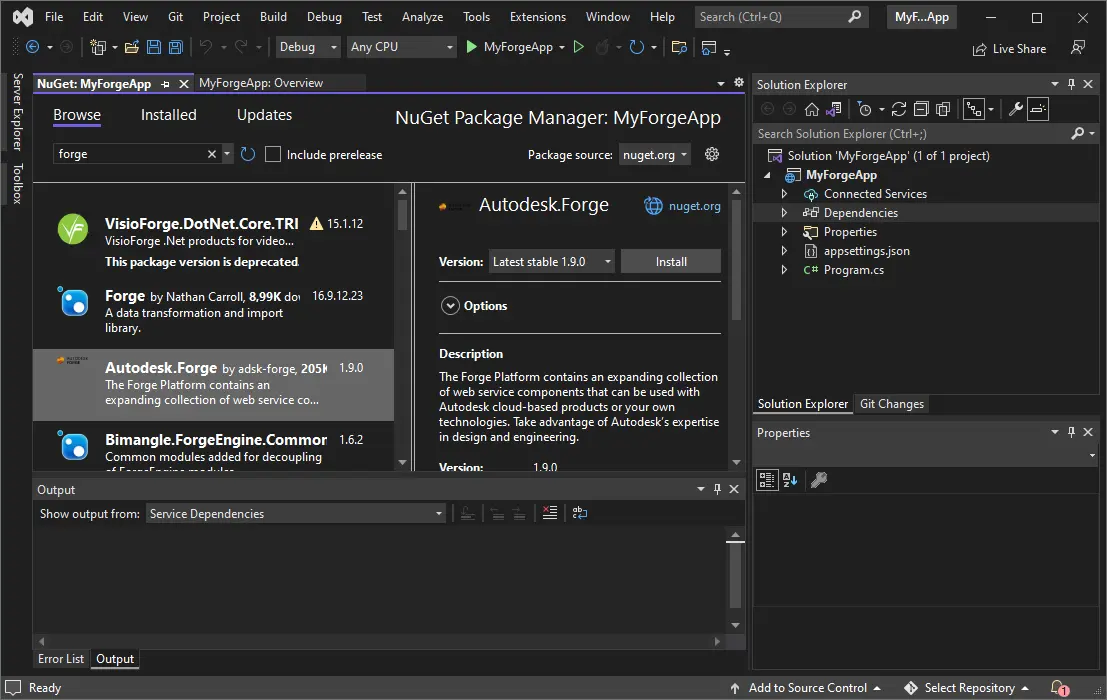 File Edit View Git Project Build Debug Test Analyze Tools Extensions Window Help Search (Ctrl+Q) MyF...App
Debug Any CPU MyForgeApp Live Share
Server Explorer
Toolbox
NuGet: MyForgeApp MyForgeApp: Overview
Browse Installed Updates NuGet Package Manager: MyForgeApp
forge Include prerelease Package source: nuget.org
VisioForge.DotNet.Core.TRI 15.1.12
VisioForge .Net products for video...
This package version is deprecated.
Forge by Nathan Carroll, 8,99K do 16.9.12.23
A data transformation and import
library.
Autodesk.Forge by adsk-forge, 205K 1.9.0
The Forge Platform contains an
expanding collection of web service co...
Bimangle.ForgeEngine.Common 1.6.2
Common modules added for decoupling
of ForgeEngine modules
Autodesk.Forge nuget.org
Version: Latest stable 1.9.0 Install
Options
Description
The Forge Platform contains an expanding collection
of web service components that can be used with
Autodesk cloud-based products or your own
technologies. Take advantage of Autodesk's expertise
in design and engineering.
Version: 1.9.0
Output
Show output from: Service Dependencies
Error List Output
Solution Explorer
Search Solution Explorer (Ctrl+;)
Solution 'MyForgeApp' (1 of 1 project)
MyForgeApp
Connected Services
Dependencies
Properties
appsettings.json
C# Program.cs
Solution Explorer Git Changes
Properties
Ready Add to Source Control Select Repository 1